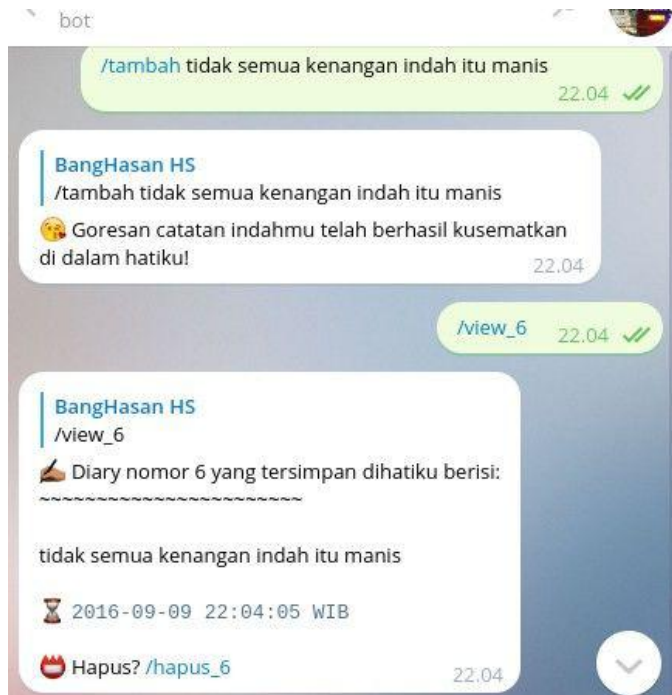 bot
/tambah tidak semua kenangan indah itu manis
22.04
BangHasan HS
/tambah tidak semua kenangan indah itu manis
😘 Goresan catatan indahmu telah berhasil kusematkan
di dalam hatiku!
22.04
/view_6 22.04
BangHasan HS
/view_6
✍🏽 Diary nomor 6 yang tersimpan dihatiku berisi:
~~~~~~~~~~~~~~~~~~~~~~~
tidak semua kenangan indah itu manis
⏳ 2016-09-09 22:04:05 WIB
📛 Hapus? /hapus_6
22.04